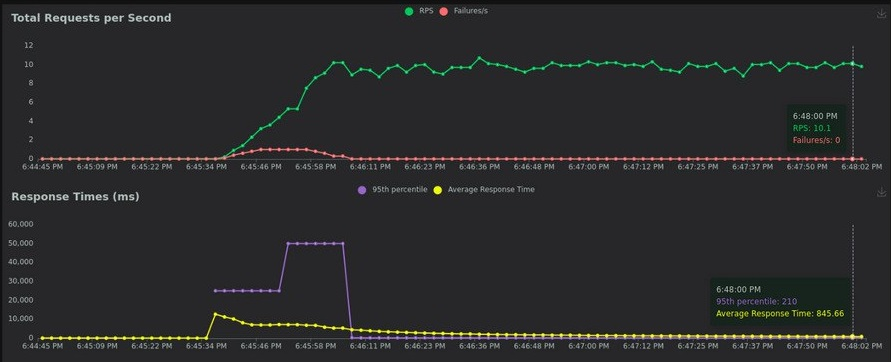 Total Requests per Second
RPS Failures/s
12
10
8
6
4
2
0
6:44:45 PM 6:45:09 PM 6:45:22 PM 6:45:34 PM 6:45:46 PM 6:45:58 PM 6:46:11 PM 6:46:23 PM 6:46:36 PM 6:46:48 PM 6:47:00 PM 6:47:13 PM 6:47:25 PM 6:47:37 PM 6:47:50 PM 6:48:02 PM
6:48:00 PM
RPS: 10.1
Failures/s: 0
Response Times (ms)
95th percentile Average Response Time
60,000
50,000
40,000
30,000
20,000
10,000
0
6:44:45 PM 6:45:09 PM 6:45:22 PM 6:45:34 PM 6:45:46 PM 6:45:58 PM 6:46:11 PM 6:46:23 PM 6:46:36 PM 6:46:48 PM 6:47:00 PM 6:47:13 PM 6:47:25 PM 6:47:37 PM 6:47:50 PM 6:48:02 PM
6:48:00 PM
95th percentile: 210
Average Response Time: 845.66